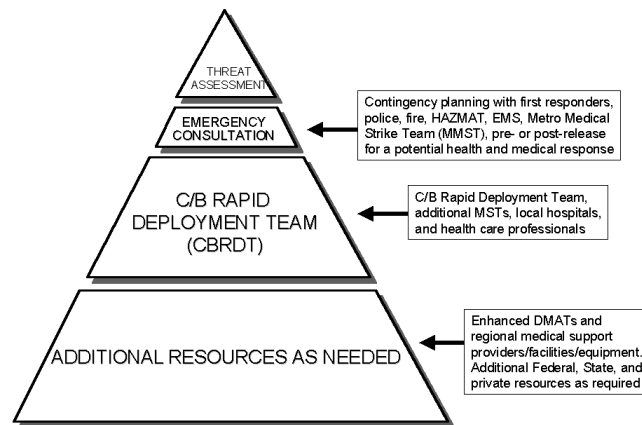 THREAT
ASSESSMENT
EMERGENCY
CONSULTATION
Contingency planning with first responders,
police, fire, HAZMAT, EMS, Metro Medical
Strike Team (MMST), pre- or post-release
for a potential health and medical response
C/B RAPID
DEPLOYMENT TEAM
(CBRDT)
C/B Rapid Deployment Team,
additional MSTs, local hospitals,
and health care professionals
ADDITIONAL RESOURCES AS NEEDED
Enhanced DMATs and
regional medical support
providers/facilities/equipment.
Additional Federal, State, and
private resources as required